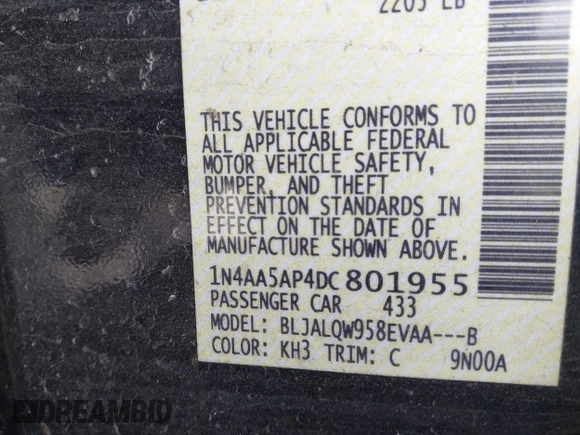 2205 LB
THIS VEHICLE CONFORMS TO
ALL APPLICABLE FEDERAL
MOTOR VEHICLE SAFETY,
BUMPER, AND THEFT
PREVENTION STANDARDS IN
EFFECT ON THE DATE OF
MANUFACTURE SHOWN ABOVE.
1N4AA5AP4DC801955
PASSENGER CAR 433
MODEL: BLJALQW958EVAA---B
COLOR: KH3 TRIM: C 9N00A
DREAMBID